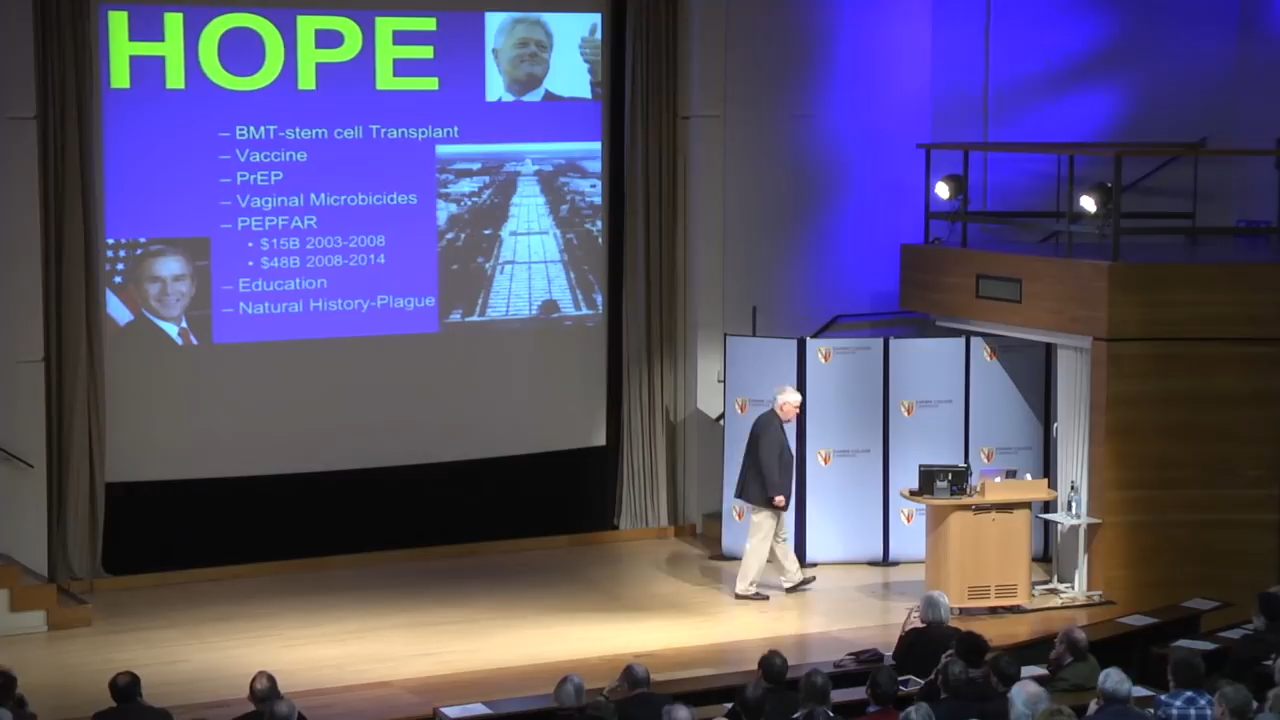 HOPE
– BMT-stem cell Transplant
– Vaccine
– PrEP
– Vaginal Microbicides
– PEPFAR
• $15B 2003-2008
• $48B 2008-2014
– Education
– Natural History-Plague